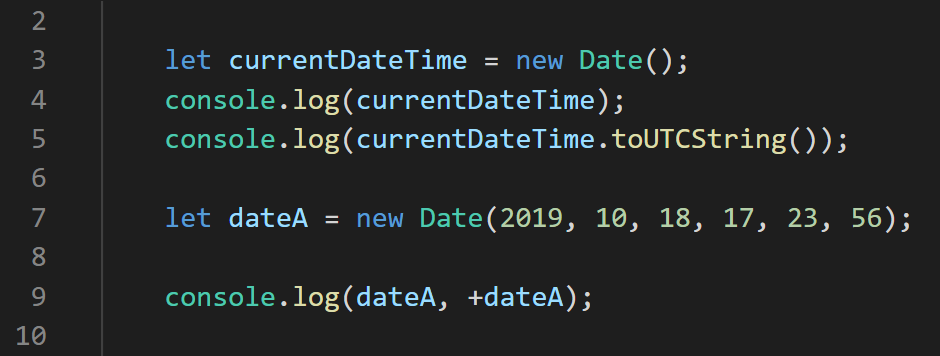 2
3 let currentDateTime = new Date();
4 console.log(currentDateTime);
5 console.log(currentDateTime.toUTCString());
6
7 let dateA = new Date(2019, 10, 18, 17, 23, 56);
8
9 console.log(dateA, +dateA);
10